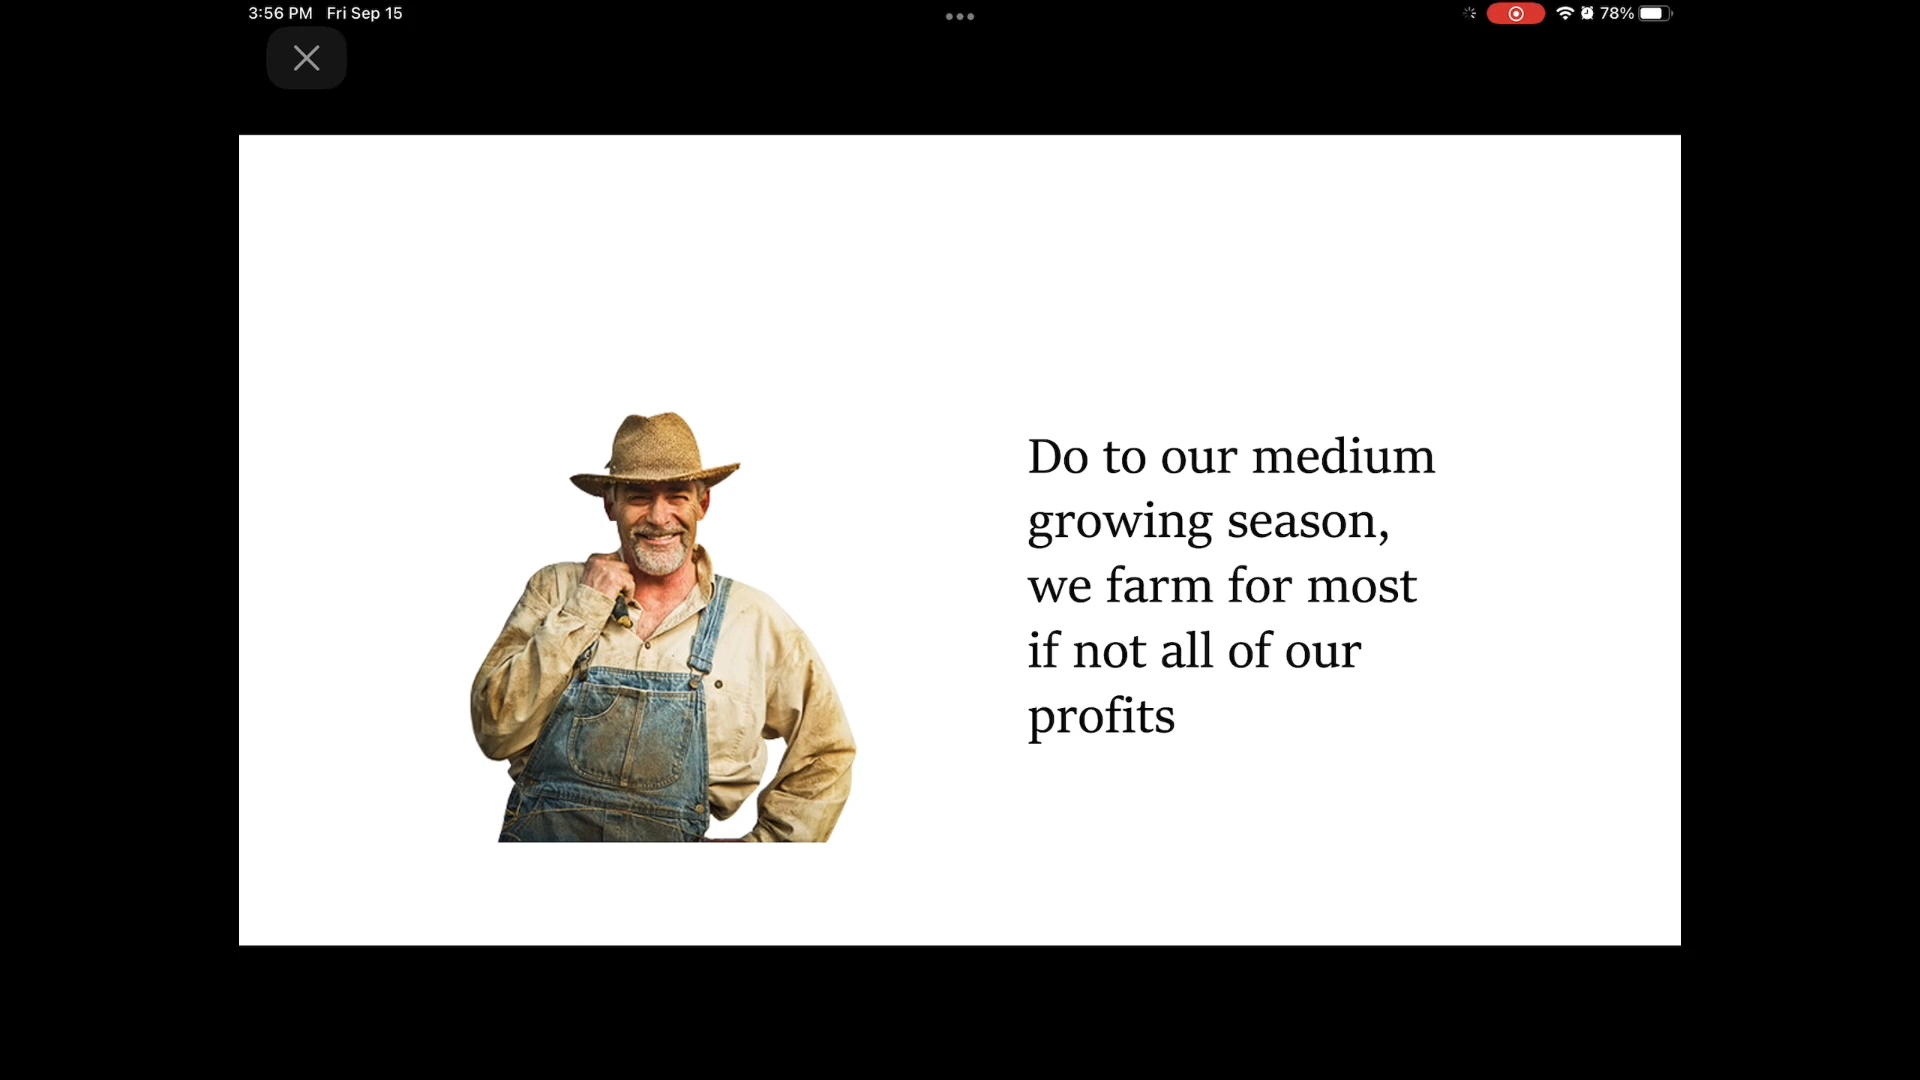 3:56 PM Fri Sep 15
78%
Do to our medium
growing season,
we farm for most
if not all of our
profits